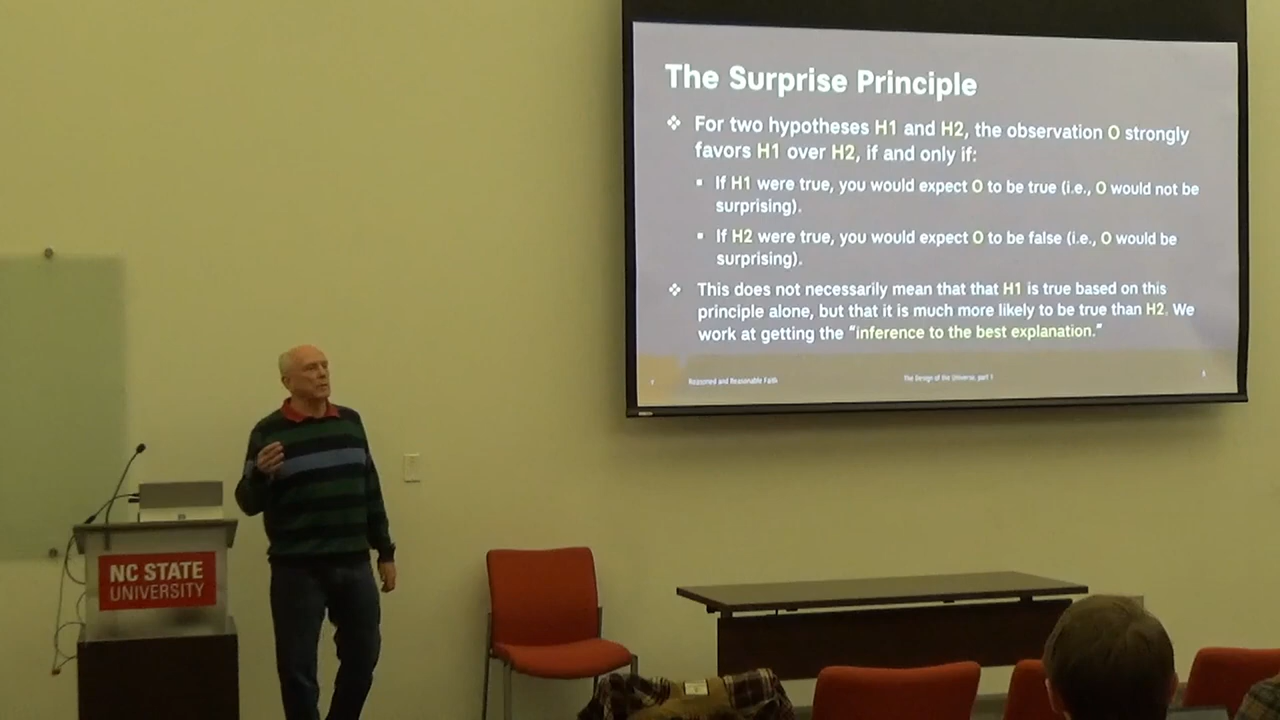 The Surprise Principle
❖ For two hypotheses H1 and H2, the observation O strongly
favors H1 over H2, if and only if:
▪ If H1 were true, you would expect O to be true (i.e., O would not be
surprising).
▪ If H2 were true, you would expect O to be false (i.e., O would be
surprising).
❖ This does not necessarily mean that that H1 is true based on this
principle alone, but that it is much more likely to be true than H2. We
work at getting the “inference to the best explanation.”
Reasoned and Reasonable Faith
The Design of the Universe, part 1
NC STATE
UNIVERSITY